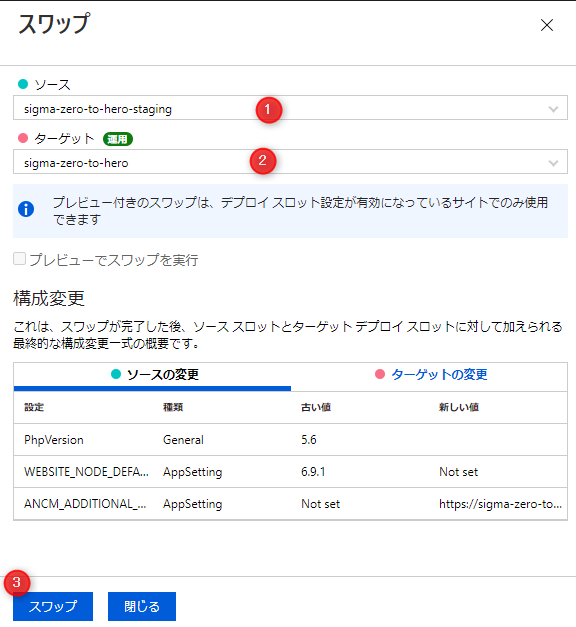 スワップ
ソース
sigma-zero-to-hero-staging
1
ターゲット 運用
sigma-zero-to-hero
2
プレビュー付きのスワップは、デプロイ スロット設定が有効になっているサイトでのみ使用
できます
プレビューでスワップを実行
構成変更
これは、スワップが完了した後、ソース スロットとターゲット デプロイ スロットに対して加えられる
最終的な構成変更一式の概要です。
ソースの変更 ターゲットの変更
設定 種類 古い値 新しい値
PhpVersion General 5.6
WEBSITE_NODE_DEFA... AppSetting 6.9.1 Not set
ANCM_ADDITIONAL_... AppSetting Not set https://sigma-zero-to...
3
スワップ 閉じる